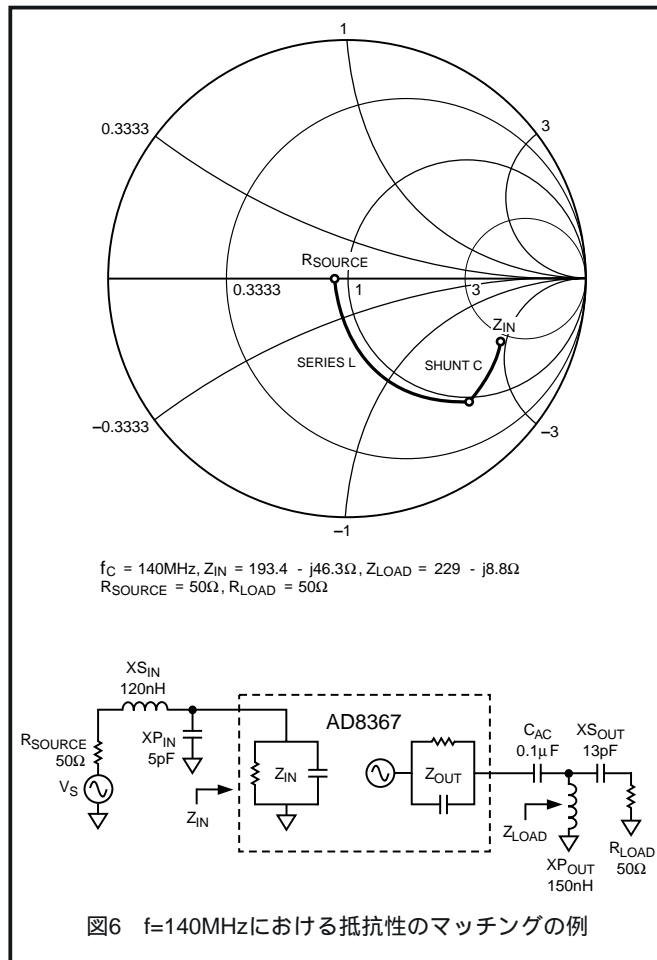 1
0.3333
3
RSOURCE
0.3333
1
3
ZIN
SERIES L
SHUNT C
–0.3333
–3
–1
fC = 140MHz, ZIN = 193.4 - j46.3Ω, ZLOAD = 229 - j8.8Ω
RSOURCE = 50Ω, RLOAD = 50Ω
XSIN
120nH
RSOURCE
50Ω
VS
XPIN
5pF
ZIN
AD8367
ZIN
ZOUT
CAC
0.1μF
XSOUT
13pF
ZLOAD
RLOAD
50Ω
XPOUT
150nH
図6 f=140MHzにおける抵抗性のマッチングの例